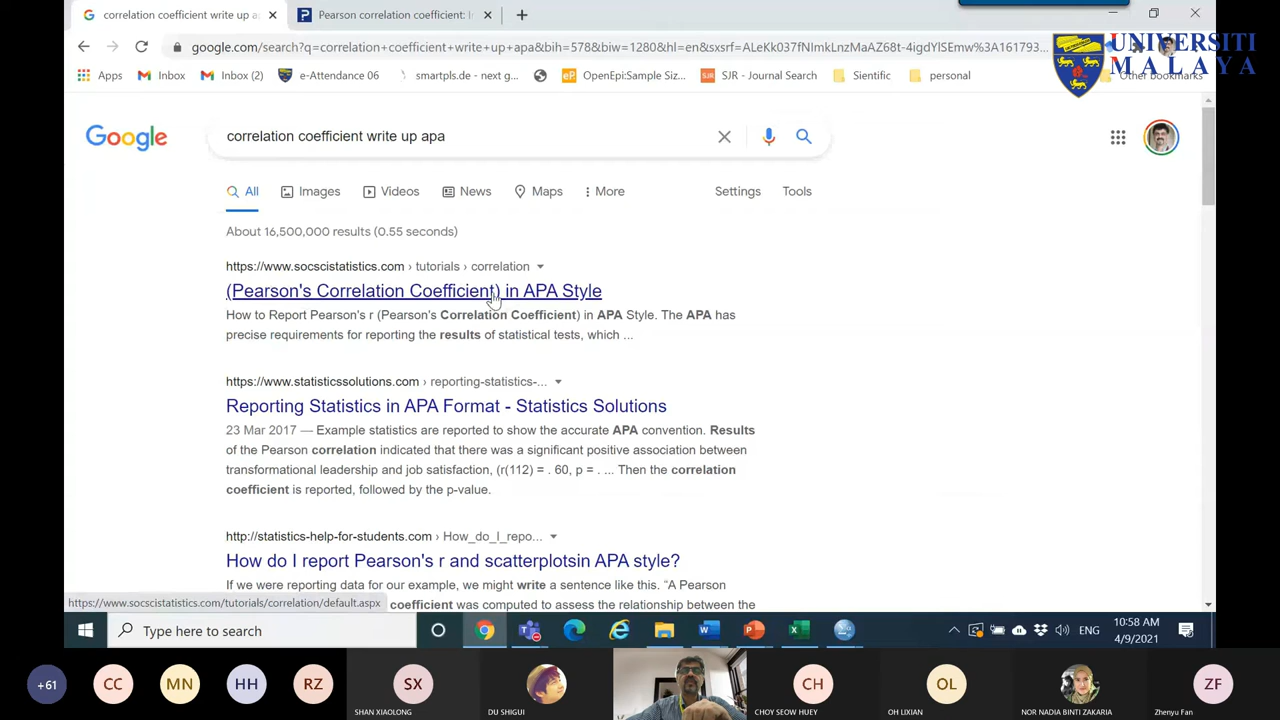 correlation coefficient write up a
Pearson correlation coefficient: I
google.com/search?q=correlation+coefficient+write+up+apa&bih=578&biw=1280&hl=en&sxsrf=
UNIVERSITI
MALAYA
Apps
Inbox
Inbox (2)
e-Attendance 06
smartpls.de - next g...
OpenEpi:Sample Siz...
SJR
SJR - Journal Search
Sientific
personal
Other bookmarks
Google
correlation coefficient write up apa
All
Images
Videos
News
Maps
More
Settings
Tools
About 16,500,000 results (0.55 seconds)
https://www.socscistatistics.com › tutorials › correlation
(Pearson's Correlation Coefficient) in APA Style
How to Report Pearson's r (Pearson's Correlation Coefficient) in APA Style. The APA has
precise requirements for reporting the results of statistical tests, which ...
https://www.statisticssolutions.com › reporting-statistics-...
Reporting Statistics in APA Format - Statistics Solutions
23 Mar 2017 — Example statistics are reported to show the accurate APA convention. Results
of the Pearson correlation indicated that there was a significant positive association between
transformational leadership and job satisfaction, (r(112) = . 60, p = . ... Then the correlation
coefficient is reported, followed by the p-value.
http://statistics-help-for-students.com › How_do_I_repo...
How do I report Pearson's r and scatterplotsin APA style?
If we were reporting data for our example, we might write a sentence like this. “A Pearson
https://www.socscistatistics.com/tutorials/correlation/default.aspx
coefficient was computed to assess the relationship between the
Type here to search
ENG
10:58 AM
4/9/2021
+61
CC
MN
HH
RZ
SX
SHAN XIAOLONG
DU SHIGUI
CH
CHOY SEOW HUEY
OL
OH LIXIAN
NOR NADIA BINTI ZAKARIA
ZF
Zhenyu Fan